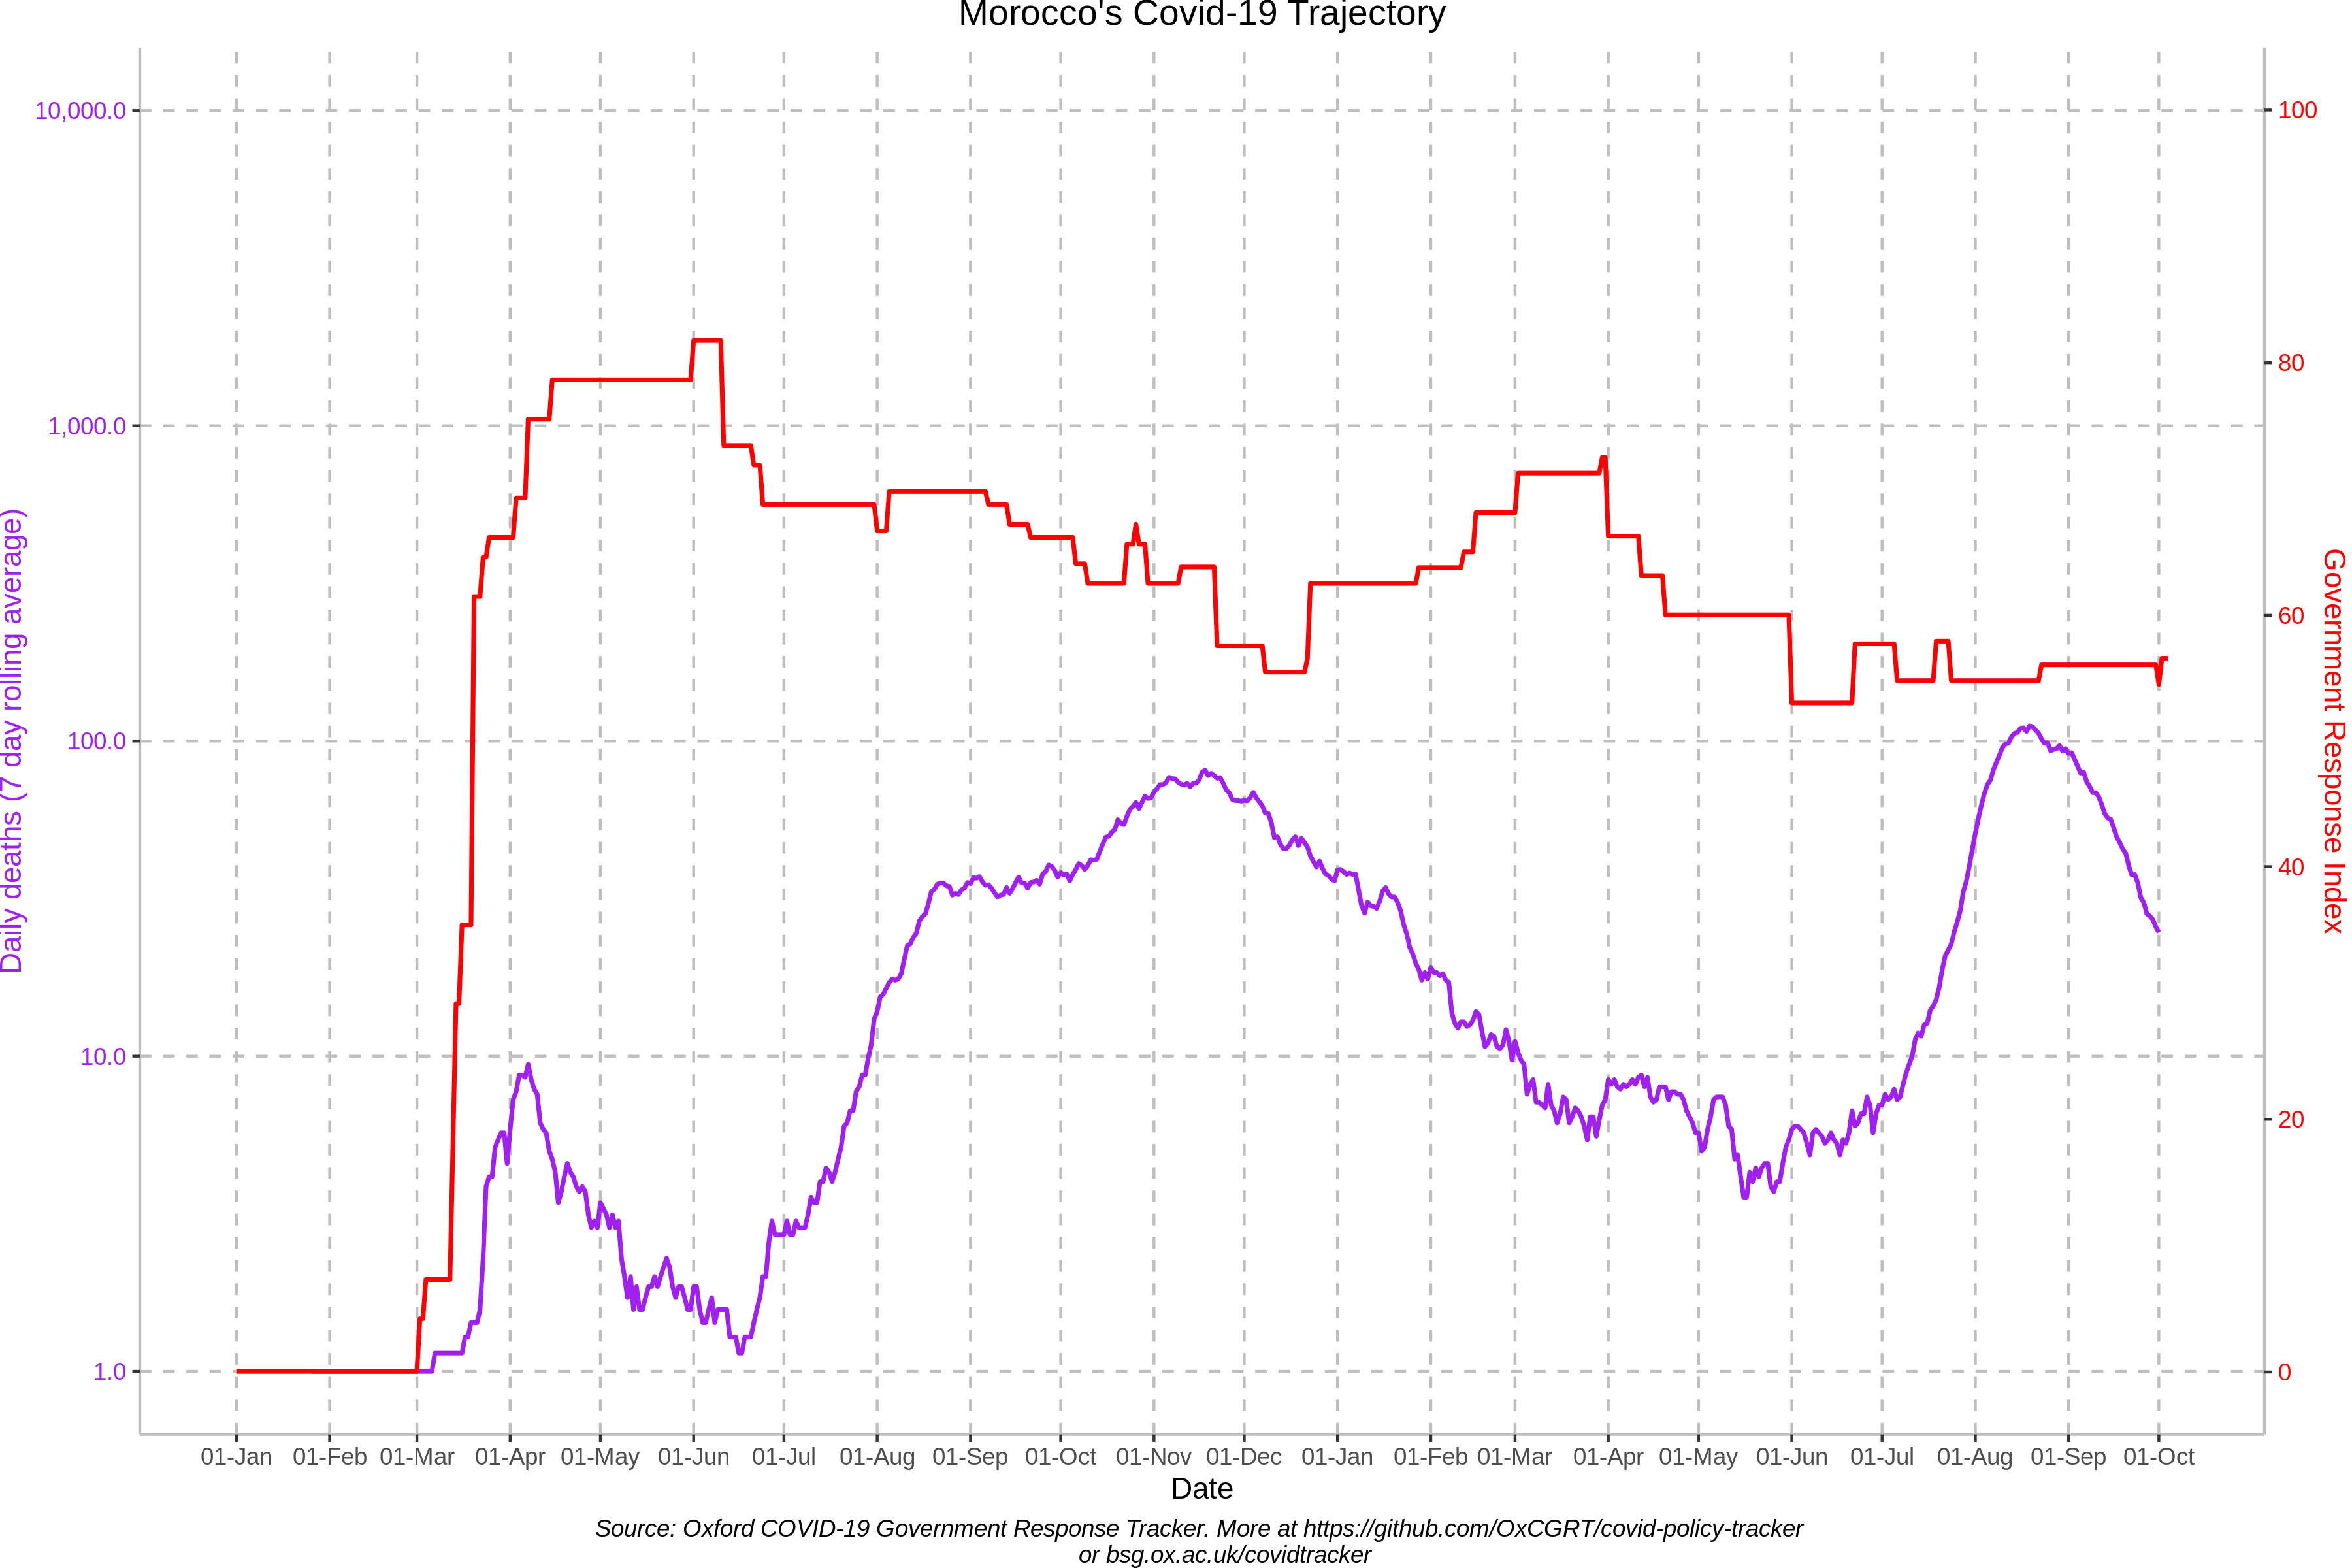 Morocco's Covid-19 Trajectory
10,000.0
1,000.0
100.0
10.0
1.0
Daily deaths (7 day rolling average)
100
80
60
40
20
0
Government Response Index
01-Jan 01-Feb 01-Mar 01-Apr 01-May 01-Jun 01-Jul 01-Aug 01-Sep 01-Oct 01-Nov 01-Dec 01-Jan 01-Feb 01-Mar 01-Apr 01-May 01-Jun 01-Jul 01-Aug 01-Sep 01-Oct
Date
Source: Oxford COVID-19 Government Response Tracker. More at https://github.com/OxCGRT/covid-policy-tracker
or bsg.ox.ac.uk/covidtracker